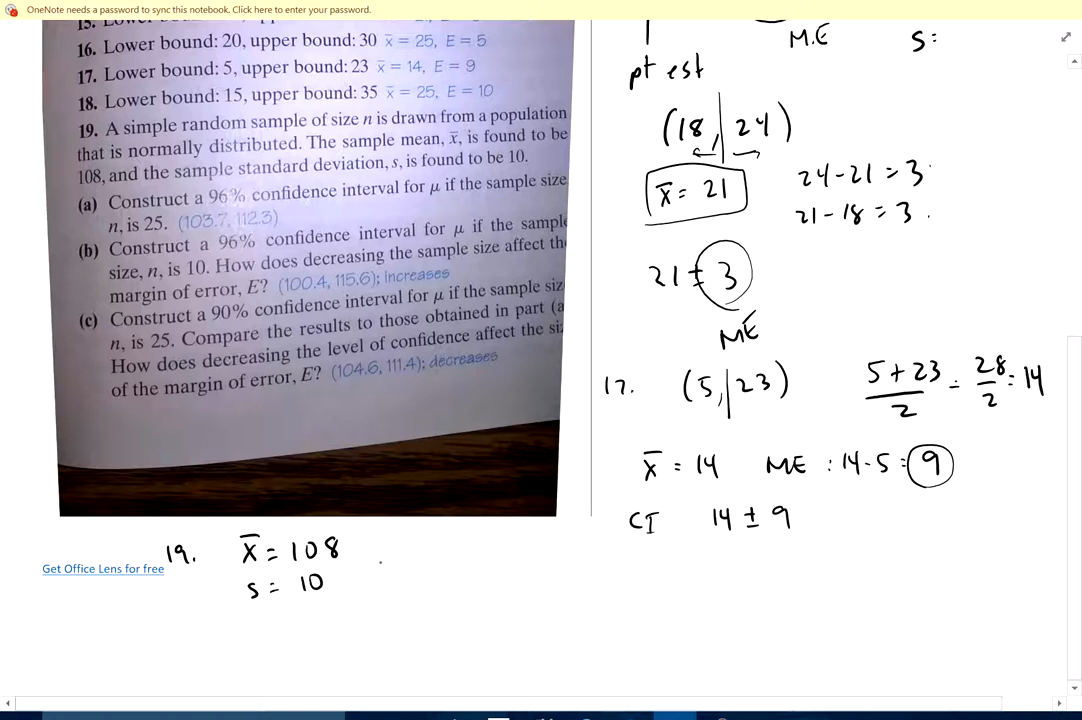 OneNote needs a password to sync this notebook. Click here to enter your password.
16. Lower bound: 20, upper bound: 30 x̄ = 25, E = 5
17. Lower bound: 5, upper bound: 23 x̄ = 14, E = 9
18. Lower bound: 15, upper bound: 35 x̄ = 25, E = 10
19. A simple random sample of size n is drawn from a population
that is normally distributed. The sample mean, x̄, is found to be
108, and the sample standard deviation, s, is found to be 10.
(a) Construct a 96% confidence interval for μ if the sample size
n, is 25. (103.7, 112.3)
(b) Construct a 96% confidence interval for μ if the sample
size, n, is 10. How does decreasing the sample size affect the
margin of error, E? (100.4, 115.6); increases
(c) Construct a 90% confidence interval for μ if the sample
n, is 25. Compare the results to those obtained in part
How does decreasing the level of confidence affect the
of the margin of error, E? (104.6, 111.4); decreases
Get Office Lens for free
19. x̄ = 108
s = 10
M.E s:
pt est
(18, 24)
x̄ = 21
24-21 = 3
21-18 = 3
21 ± 3
ME
17. (5, 23) 5+23/2 = 28/2 = 14
x̄ = 14 ME : 14-5 = 9
CI 14 ± 9